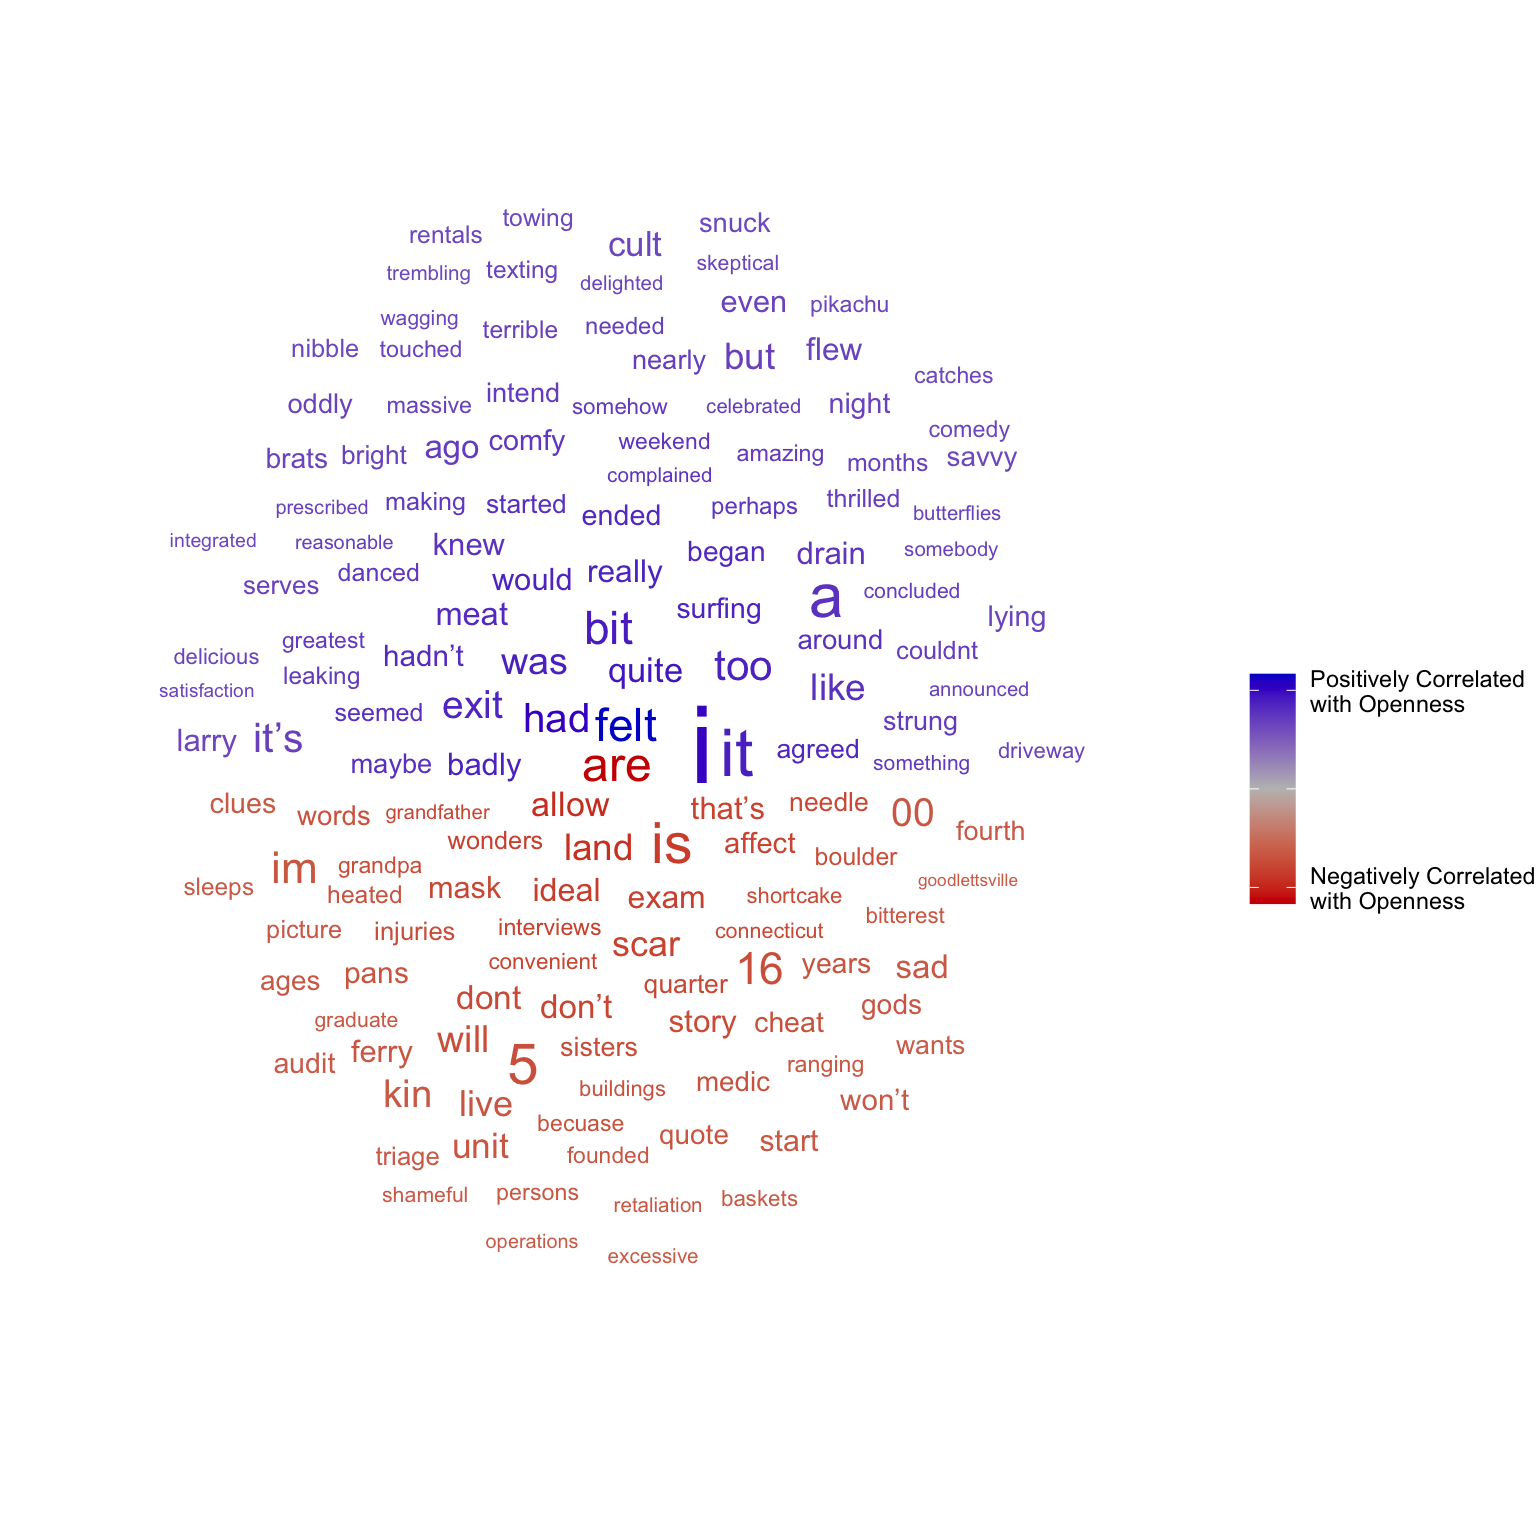 towing snuck
rentals cult
trembling texting delighted skeptical
even pikachu
wagging terrible needed
nibble touched nearly but flew
catches
oddly massive intend somehow celebrated night
comedy
brats bright ago comfy weekend amazing months savvy
complained
prescribed making started ended perhaps thrilled butterflies
integrated reasonable knew began drain somebody
serves danced would really a concluded
meat bit surfing lying
delicious greatest hadn’t was quite too around couldnt
satisfaction leaking exit like announced
seemed had felt i it strung
larry it’s agreed driveway
maybe badly are something
clues words grandfather allow that’s needle 00 fourth
wonders land is affect boulder
im grandpa
sleeps heated mask ideal exam shortcake goodlettsville
bitterest
picture injuries interviews scar connecticut
ages pans convenient quarter 16 years sad
dont don’t gods
graduate story cheat
audit ferry will 5 sisters wants
ranging
kin live buildings medic won’t
becuase
triage unit founded quote start
shameful persons retaliation baskets
operations excessive
Positively Correlated
with Openness
Negatively Correlated
with Openness